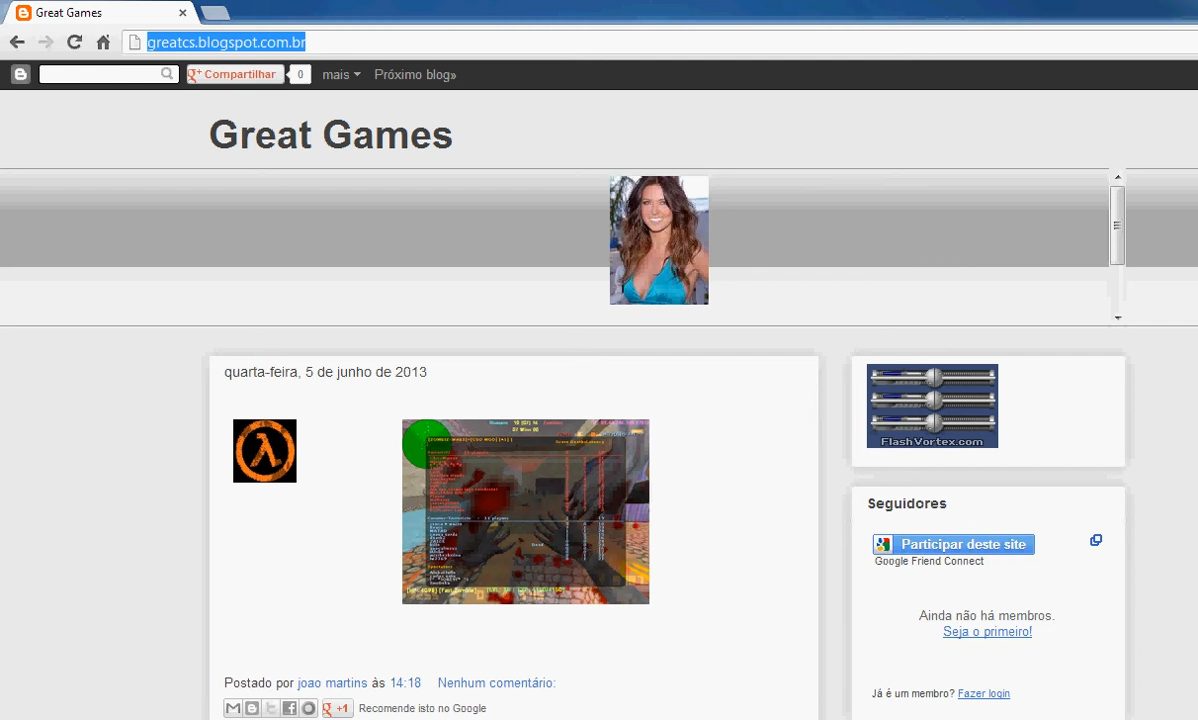 Great Games
greatcs.blogspot.com.br
g+ Compartilhar 0 mais Próximo blog»
Great Games
quarta-feira, 5 de junho de 2013
FlashVortex.com
Seguidores
Participar deste site
Google Friend Connect
Ainda não há membros.
Seja o primeiro!
Já é um membro? Fazer login
Postado por joao martins às 14:18 Nenhum comentário:
g +1 Recomende isto no Google